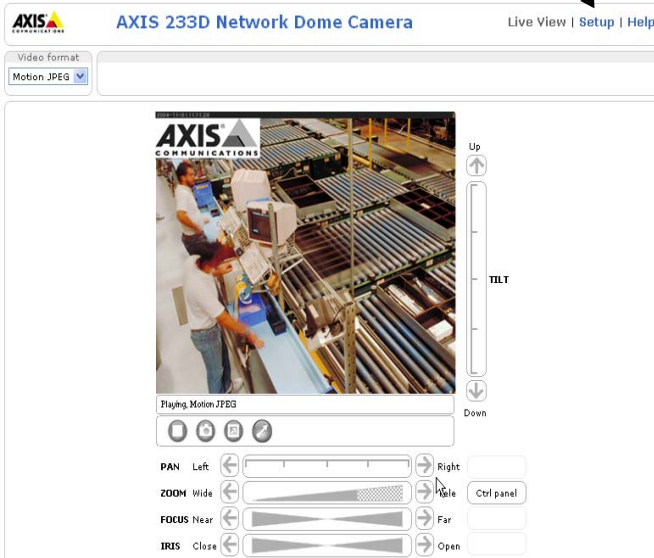 AXIS
COMMUNICATIONS
AXIS 233D Network Dome Camera
Live View | Setup | Help
Video format
Motion JPEG
AXIS
COMMUNICATIONS
Up
TILT
Playing, Motion JPEG
Down
PAN Left Right
ZOOM Wide Tele Ctrl panel
FOCUS Near Far
IRIS Close Open